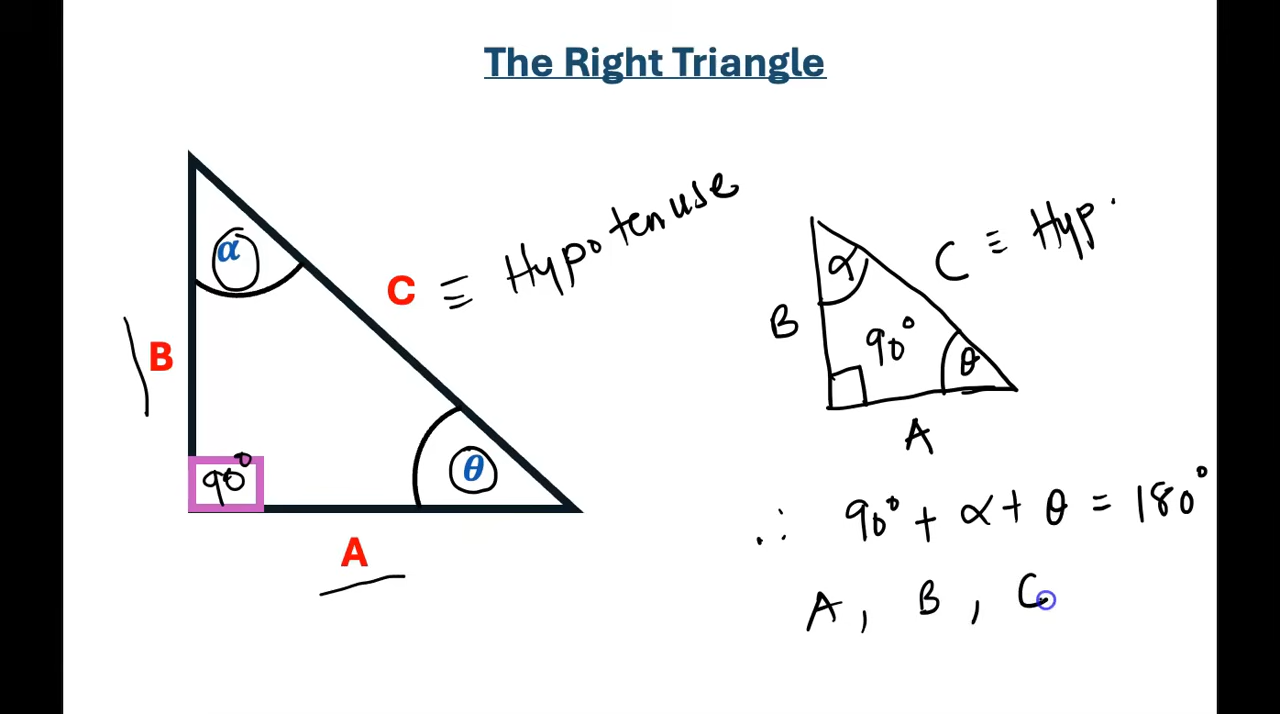 The Right Triangle
α
B
90°
C ≡ Hypotenuse
θ
A
α
B
90°
C ≡ Hyp.
θ
A
∴ 90° + α + θ = 180°
A, B, C